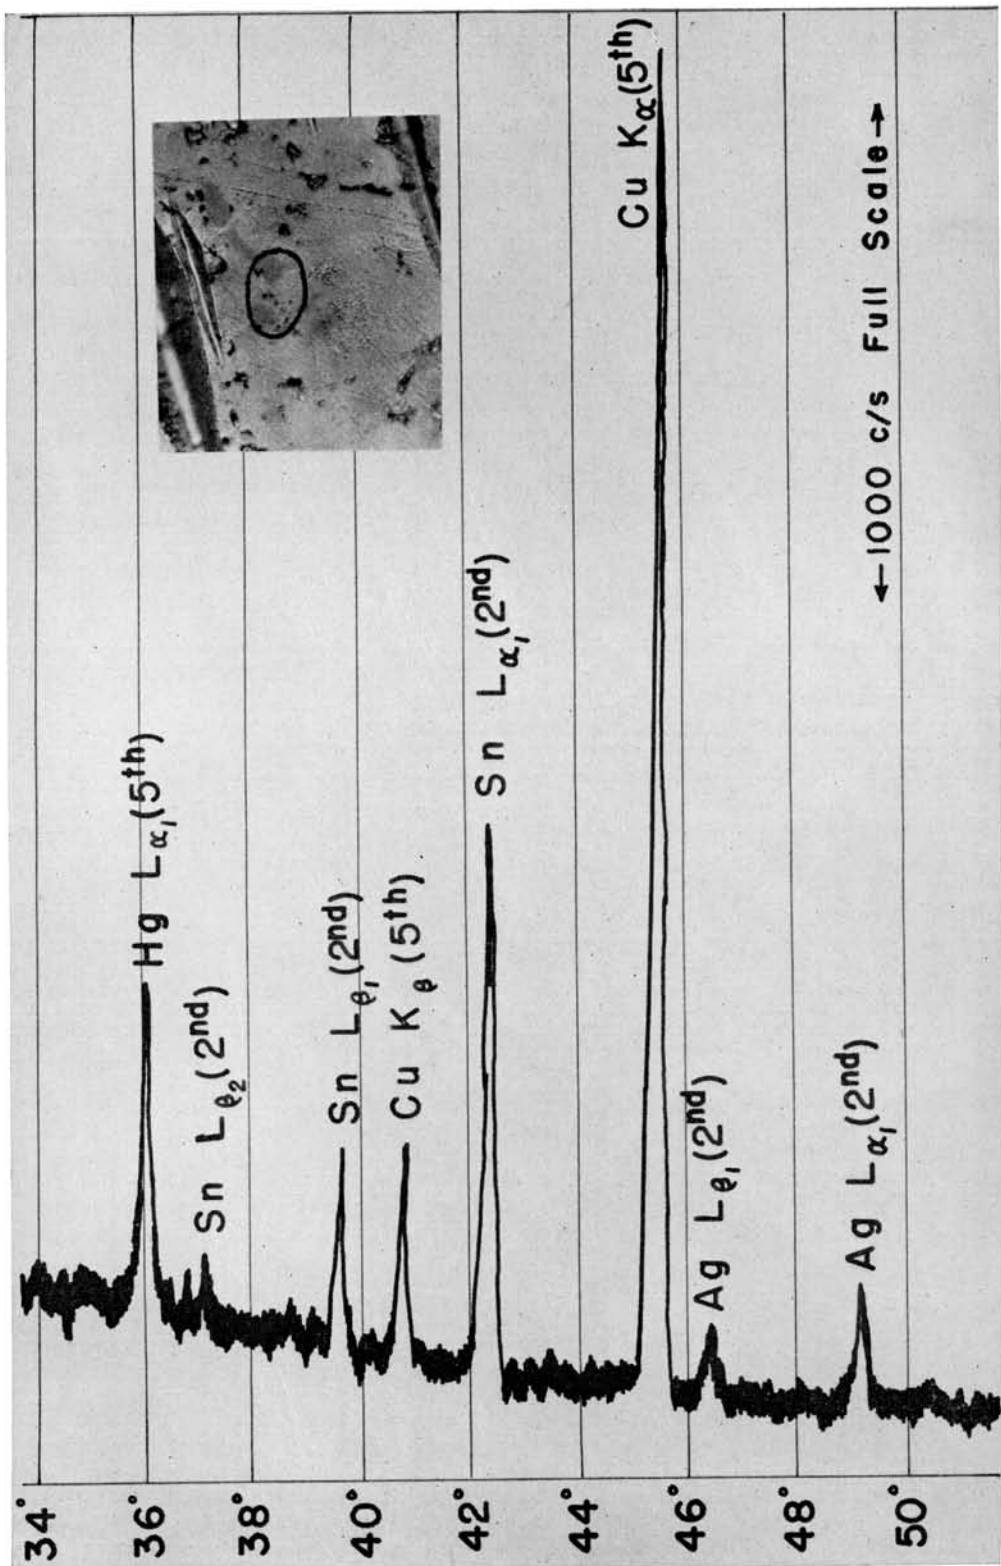 Hg Lα₁(5th)
Sn Lβ₂(2nd)
Sn Lβ₁(2nd)
Cu Kβ(5th)
Sn Lα₁(2nd)
Cu Kα(5th)
Ag Lβ₁(2nd)
Ag Lα₁(2nd)
←1000 c/s Full Scale→
34°
36°
38°
40°
42°
44°
46°
48°
50°